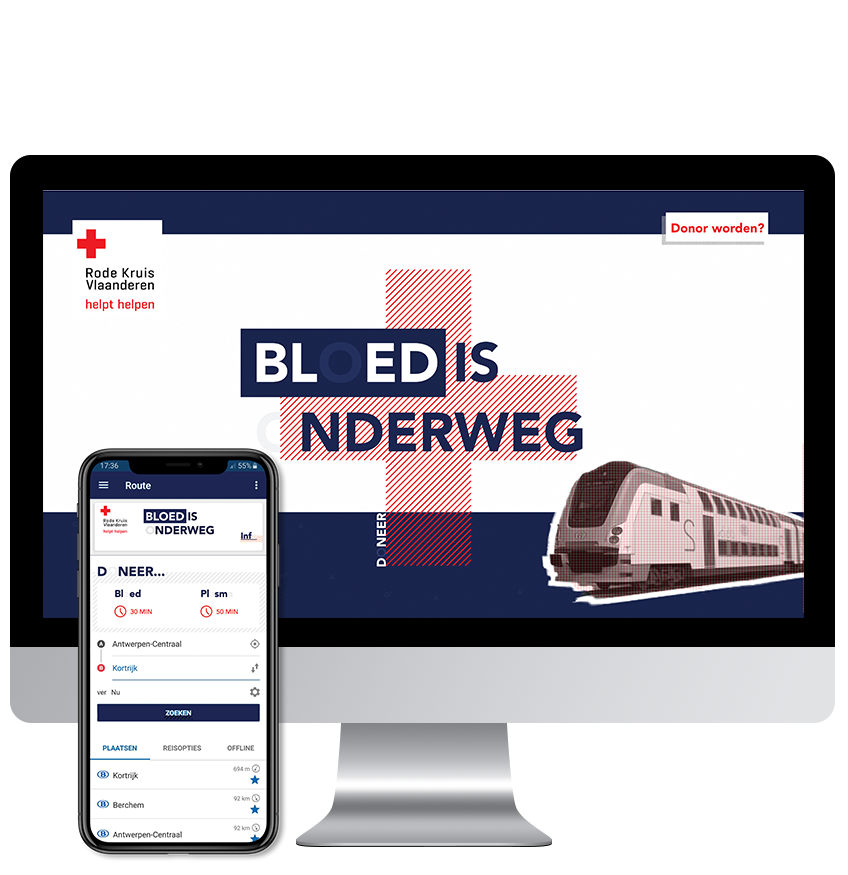 Rode Kruis
Vlaanderen
helpt helpen
Donor worden?
BLOED IS
ONDERWEG
DONEER
17:36
55%
Route
Rode Kruis
Vlaanderen
helpt helpen
BLOED IS
ONDERWEG
Inf
D NEER...
Bl ed
Pl sm
30 MIN
50 MIN
A
Antwerpen-Centraal
B
Kortrijk
ver Nu
ZOEKEN
PLAATSEN
REISOPTIES
OFFLINE
694 m
B
Kortrijk
92 km
B
Berchem
92 km
B
Antwerpen-Centraal